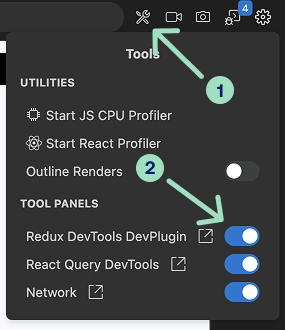 4
1
Tools
UTILITIES
Start JS CPU Profiler
Start React Profiler
Outline Renders
2
TOOL PANELS
Redux DevTools DevPlugin
React Query DevTools
Network